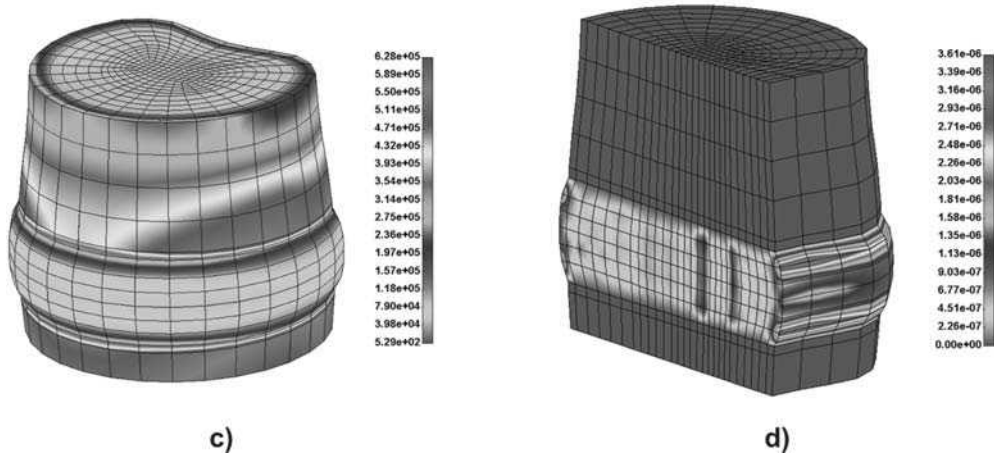 6.28e+05
5.89e+05
5.50e+05
5.11e+05
4.71e+05
4.32e+05
3.93e+05
3.54e+05
3.14e+05
2.75e+05
2.36e+05
1.97e+05
1.57e+05
1.18e+05
7.90e+04
3.98e+04
5.29e+02
3.61e-06
3.39e-06
3.16e-06
2.93e-06
2.71e-06
2.48e-06
2.26e-06
2.03e-06
1.81e-06
1.58e-06
1.35e-06
1.13e-06
9.03e-07
6.77e-07
4.51e-07
2.26e-07
0.00e+00
c)
d)